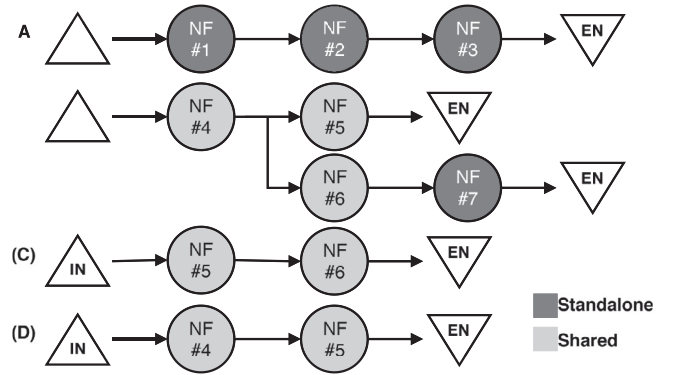 A
NF
#1
NF
#2
NF
#3
EN
NF
#4
NF
#5
EN
NF
#6
NF
#7
EN
(C)
IN
NF
#5
NF
#6
EN
(D)
IN
NF
#4
NF
#5
EN
Standalone
Shared